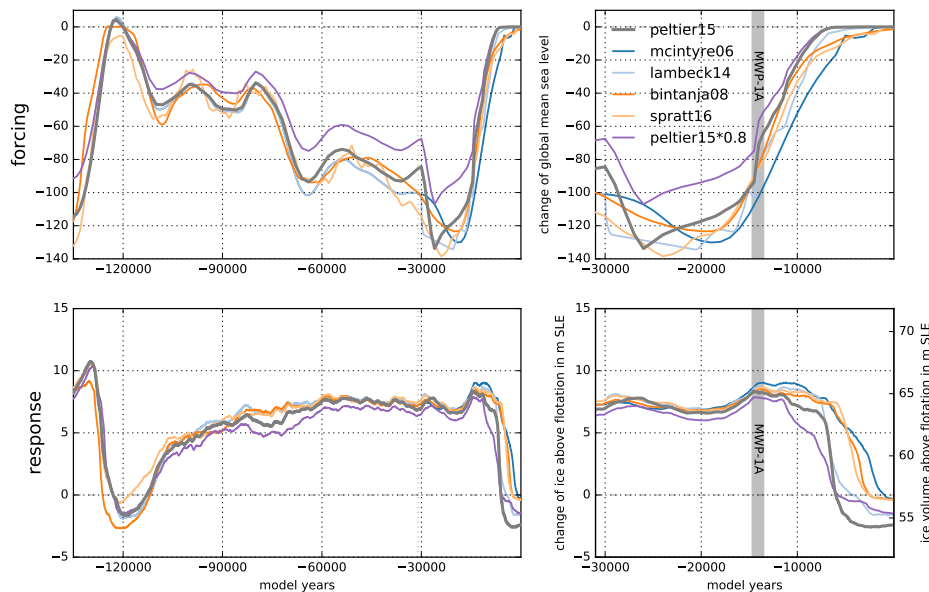 forcing
0
−20
−40
−60
−80
−100
−120
−140
−120000
−90000
−60000
−30000
change of global mean sea level
0
−20
−40
−60
−80
−100
−120
−140
−30000
−20000
−10000
peltier15
mcintyre06
lambeck14
bintanja08
spratt16
peltier15*0.8
MWP-1A
response
15
10
5
0
−5
−120000
−90000
−60000
−30000
model years
change of ice above flotation in m SLE
15
10
5
0
−5
−30000
−20000
−10000
model years
MWP-1A
70
65
60
55
ice volume above flotation in m SLE